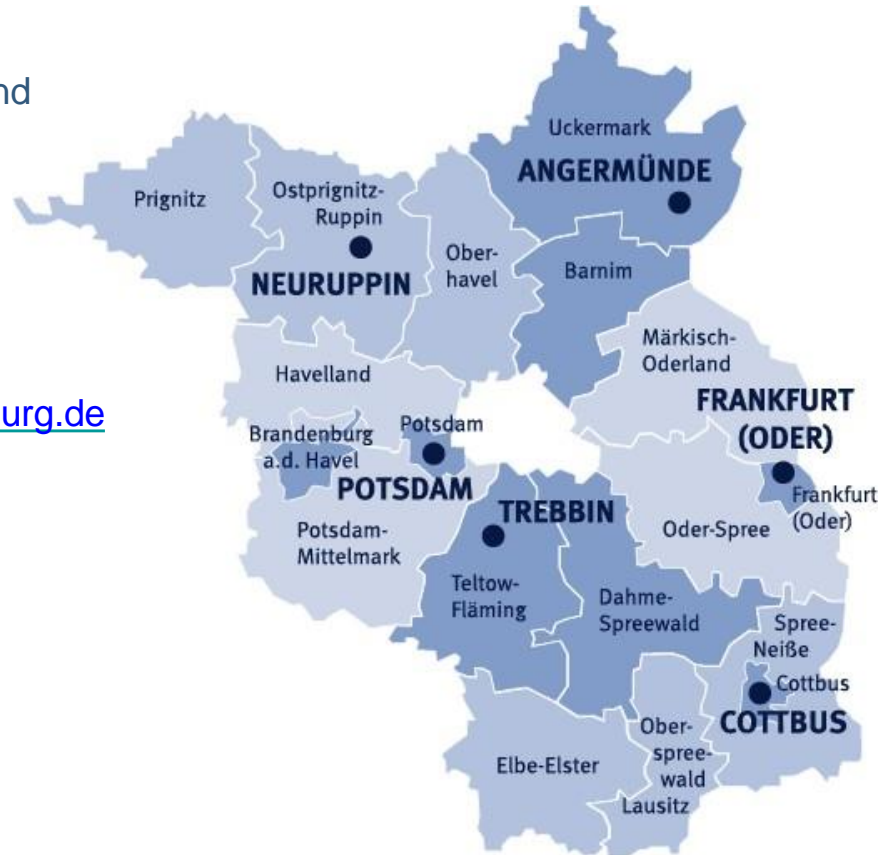 nd
urg.de
Uckermark
ANGERMÜNDE
Prignitz
Ostprignitz-
Ruppin
NEURUPPIN
Ober-
havel
Barnim
Märkisch-
Oderland
Havelland
FRANKFURT
(ODER)
Brandenburg
a.d. Havel
Potsdam
POTSDAM
TREBBIN
Frankfurt
(Oder)
Oder-Spree
Potsdam-
Mittelmark
Teltow-
Fläming
Dahme-
Spreewald
Spree-
Neiße
Cottbus
COTTBUS
Elbe-Elster
Ober-
spree-
wald
Lausitz